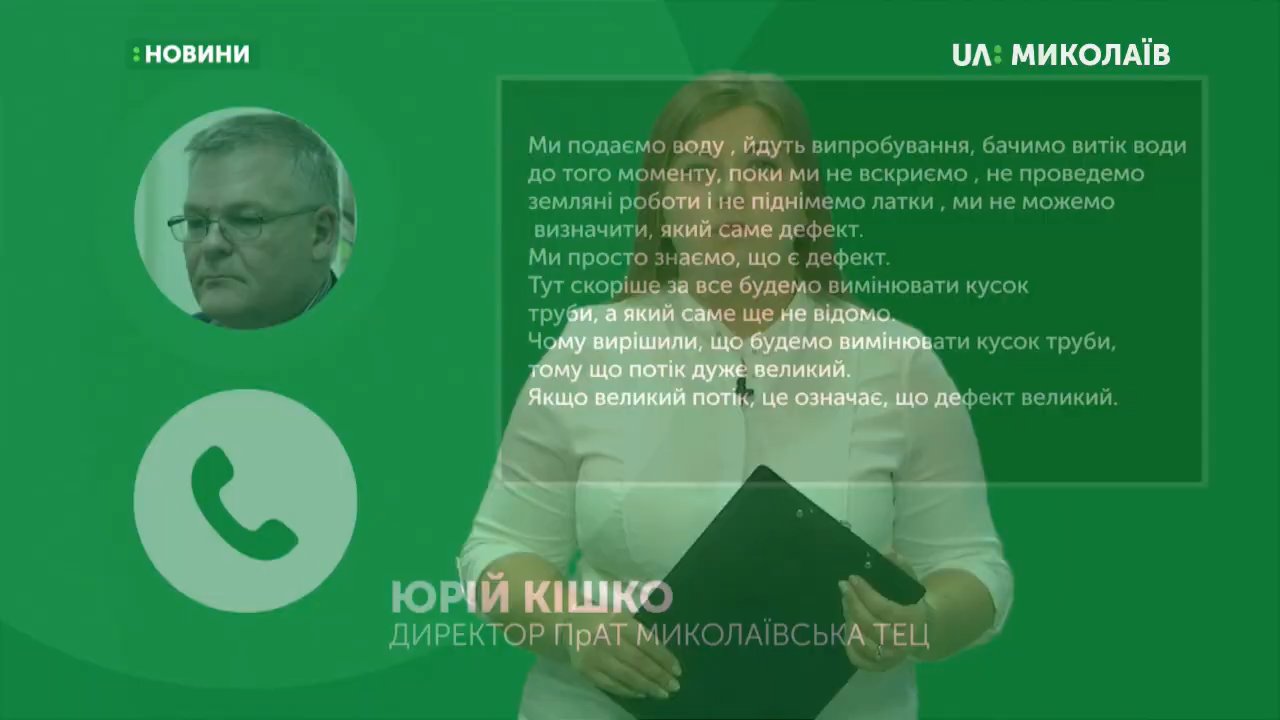 :НОВИНИ
UA: МИКОЛАЇВ
Ми подаємо воду , йдуть випробування, бачимо витік води
до того моменту, поки ми не вскриємо , не проведемо
земляні роботи і не піднімемо латки , ми не можемо
визначити, який саме дефект.
Ми просто знаємо, що є дефект.
Тут скоріше за все будемо вимінювати кусок
труби, а який саме ще не відомо.
Чому вирішили, що будемо вимінювати кусок труби,
тому що потік дуже великий.
Якщо великий потік, це означає, що дефект великий.
ЮРІЙ КІШКО
ДИРЕКТОР ПрАТ МИКОЛАЇВСЬКА ТЕЦ